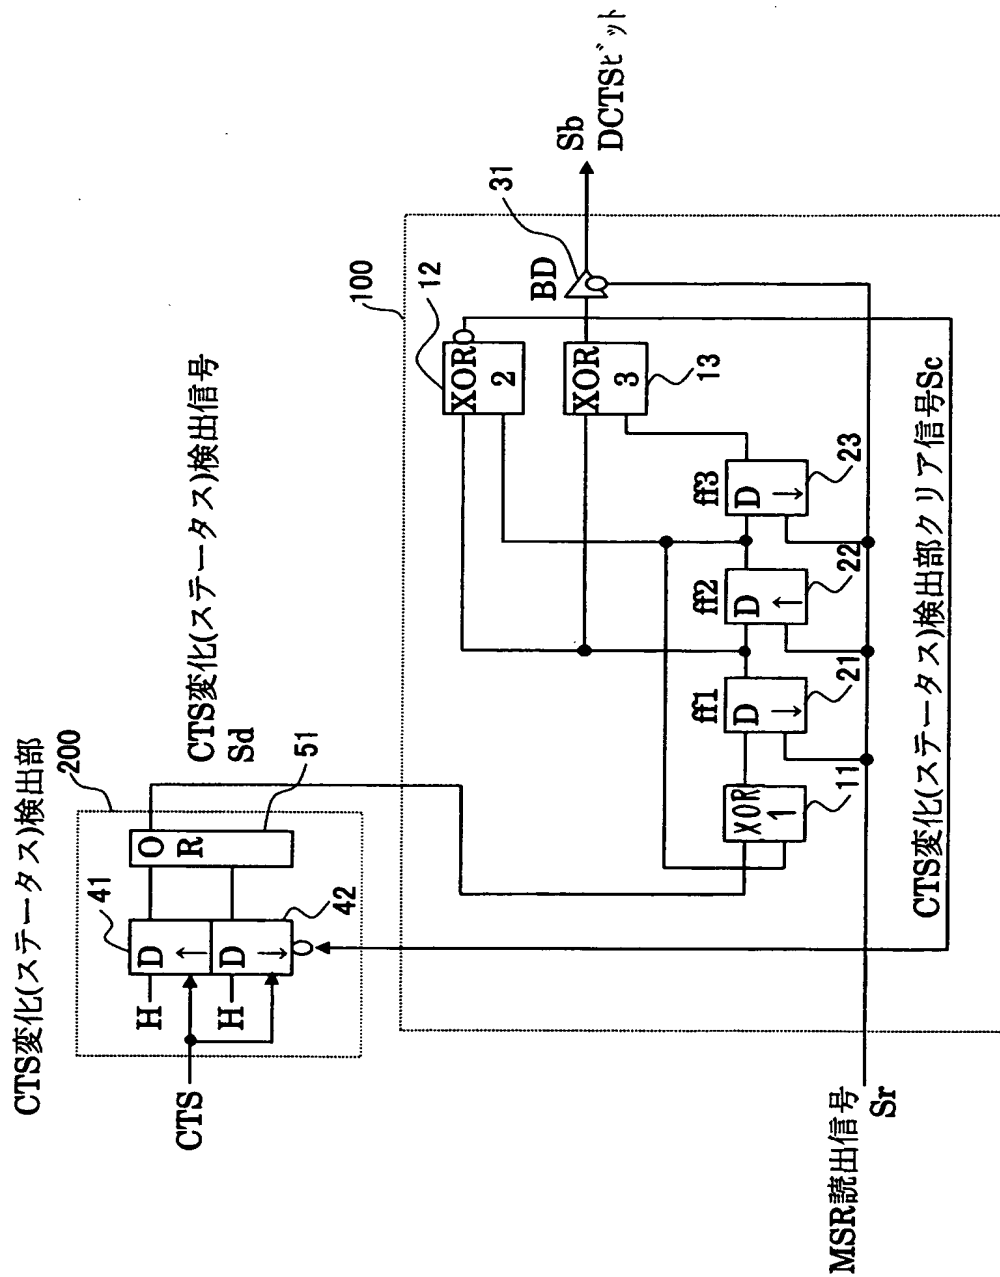 CTS変化(ステータス)検出部
200
CTS変化(ステータス)検出信号
Sd
41
H
D
↑
O
R
51
CTS
H
D
↓
42
100
12
XOR
2
BD
31
Sb
DCTSビット
XOR
3
13
ff1
ff2
ff3
XOR
1
11
D
↓
21
D
↑
22
D
↓
23
MSR読出信号
Sr
CTS変化(ステータス)検出部クリア信号Sc